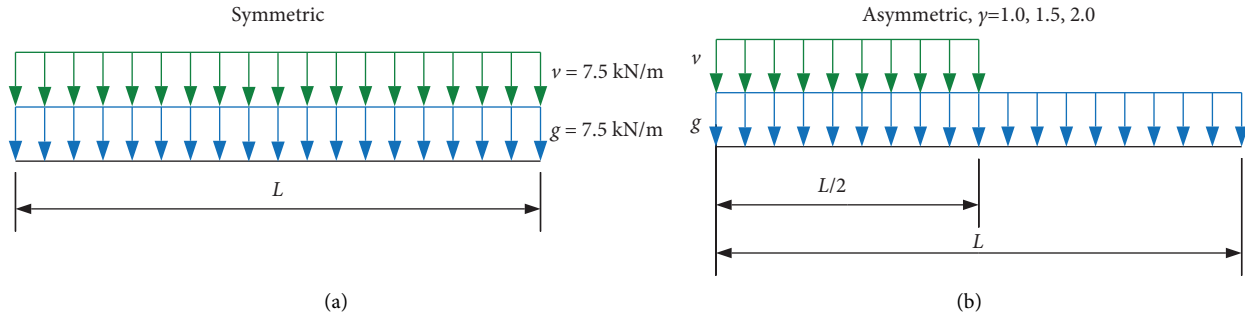 Symmetric
v = 7.5 kN/m
g = 7.5 kN/m
L
(a)
Asymmetric, γ=1.0, 1.5, 2.0
v
g
L/2
L
(b)